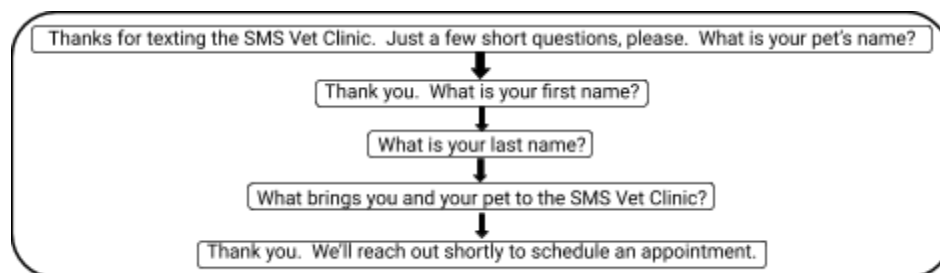 Thanks for texting the SMS Vet Clinic.  Just a few short questions, please.  What is your pet's name?
Thank you.  What is your first name?
What is your last name?
What brings you and your pet to the SMS Vet Clinic?
Thank you.  We'll reach out shortly to schedule an appointment.